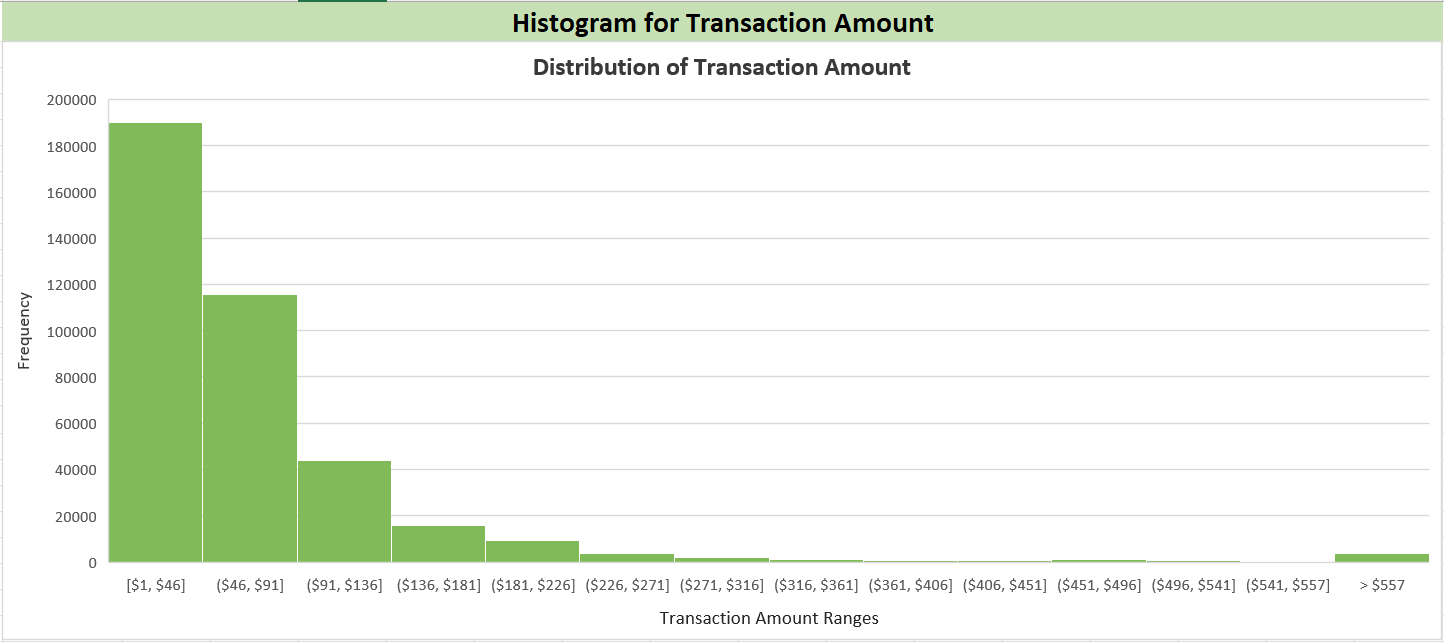 Histogram for Transaction Amount
Distribution of Transaction Amount
200000
180000
160000
140000
120000
100000
80000
60000
40000
20000
0
Frequency
[$1, $46] ($46, $91] ($91, $136] ($136, $181] ($181, $226] ($226, $271] ($271, $316] ($316, $361] ($361, $406] ($406, $451] ($451, $496] ($496, $541] ($541, $557] > $557
Transaction Amount Ranges